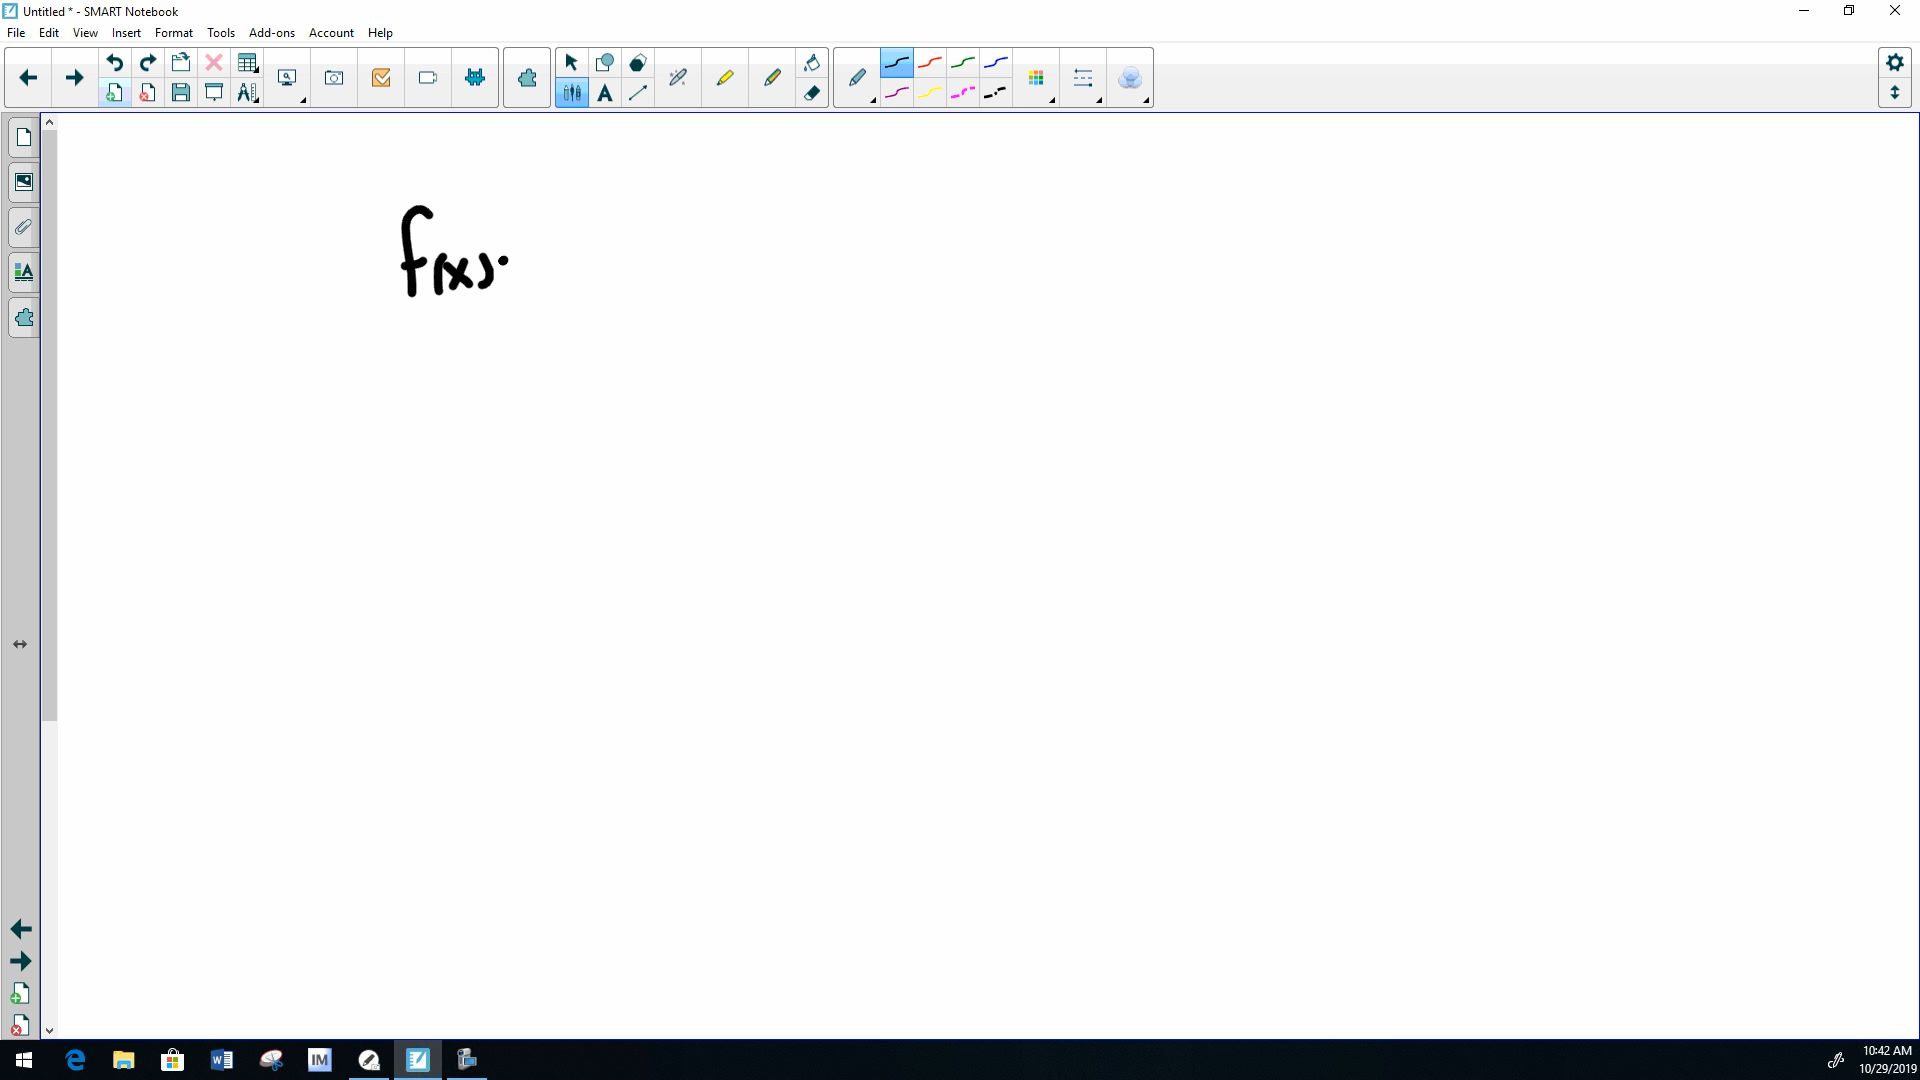 Untitled * - SMART Notebook
File Edit View Insert Format Tools Add-ons Account Help
A
A
f(x)·
W IM
10:42 AM
10/29/2019